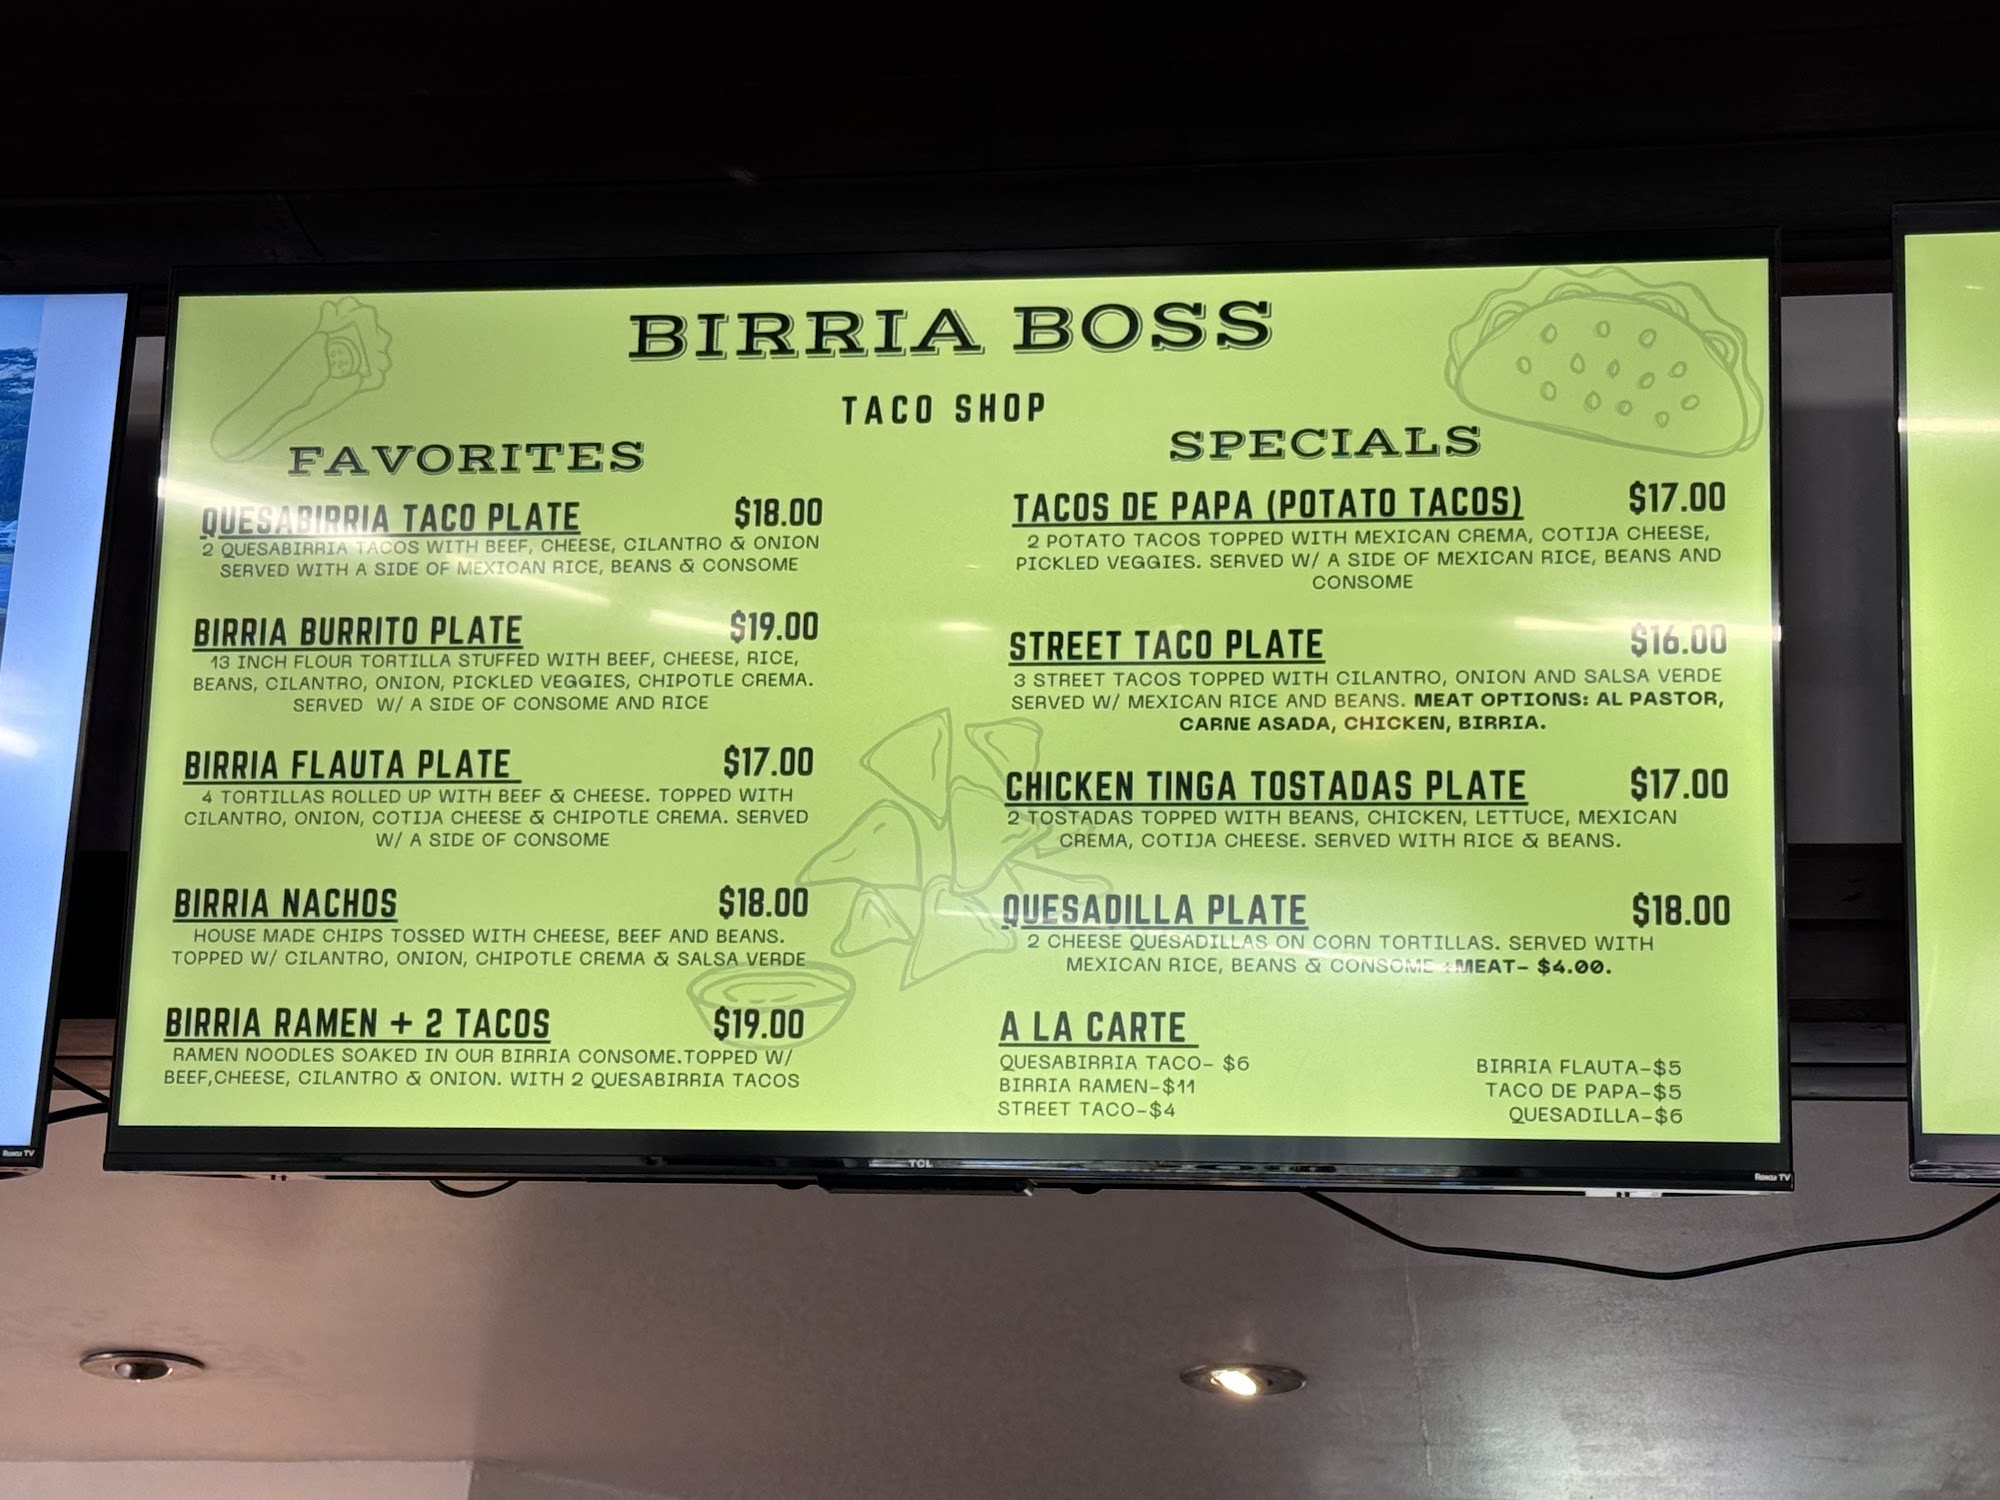 BIRRIA BOSS
TACO SHOP
FAVORITES
QUESABIRRIA TACO PLATE $18.00
2 QUESABIRRIA TACOS WITH BEEF, CHEESE, CILANTRO & ONION
SERVED WITH A SIDE OF MEXICAN RICE, BEANS & CONSOME
BIRRIA BURRITO PLATE $19.00
13 INCH FLOUR TORTILLA STUFFED WITH BEEF, CHEESE, RICE,
BEANS, CILANTRO, ONION, PICKLED VEGGIES, CHIPOTLE CREMA.
SERVED W/ A SIDE OF CONSOME AND RICE
BIRRIA FLAUTA PLATE $17.00
4 TORTILLAS ROLLED UP WITH BEEF & CHEESE. TOPPED WITH
CILANTRO, ONION, COTIJA CHEESE & CHIPOTLE CREMA. SERVED
W/ A SIDE OF CONSOME
BIRRIA NACHOS $18.00
HOUSE MADE CHIPS TOSSED WITH CHEESE, BEEF AND BEANS.
TOPPED W/ CILANTRO, ONION, CHIPOTLE CREMA & SALSA VERDE
BIRRIA RAMEN + 2 TACOS $19.00
RAMEN NOODLES SOAKED IN OUR BIRRIA CONSOME.TOPPED W/
BEEF,CHEESE, CILANTRO & ONION. WITH 2 QUESABIRRIA TACOS
SPECIALS
TACOS DE PAPA (POTATO TACOS) $17.00
2 POTATO TACOS TOPPED WITH MEXICAN CREMA, COTIJA CHEESE,
PICKLED VEGGIES. SERVED W/ A SIDE OF MEXICAN RICE, BEANS AND
CONSOME
STREET TACO PLATE $16.00
3 STREET TACOS TOPPED WITH CILANTRO, ONION AND SALSA VERDE
SERVED W/ MEXICAN RICE AND BEANS. MEAT OPTIONS: AL PASTOR,
CARNE ASADA, CHICKEN, BIRRIA.
CHICKEN TINGA TOSTADAS PLATE $17.00
2 TOSTADAS TOPPED WITH BEANS, CHICKEN, LETTUCE, MEXICAN
CREMA, COTIJA CHEESE. SERVED WITH RICE & BEANS.
QUESADILLA PLATE $18.00
2 CHEESE QUESADILLAS ON CORN TORTILLAS. SERVED WITH
MEXICAN RICE, BEANS & CONSOME +MEAT- $4.00.
A LA CARTE
QUESABIRRIA TACO- $6
BIRRIA RAMEN-$11
STREET TACO-$4
BIRRIA FLAUTA-$5
TACO DE PAPA-$5
QUESADILLA-$6
TCL
Roku TV
Roku TV